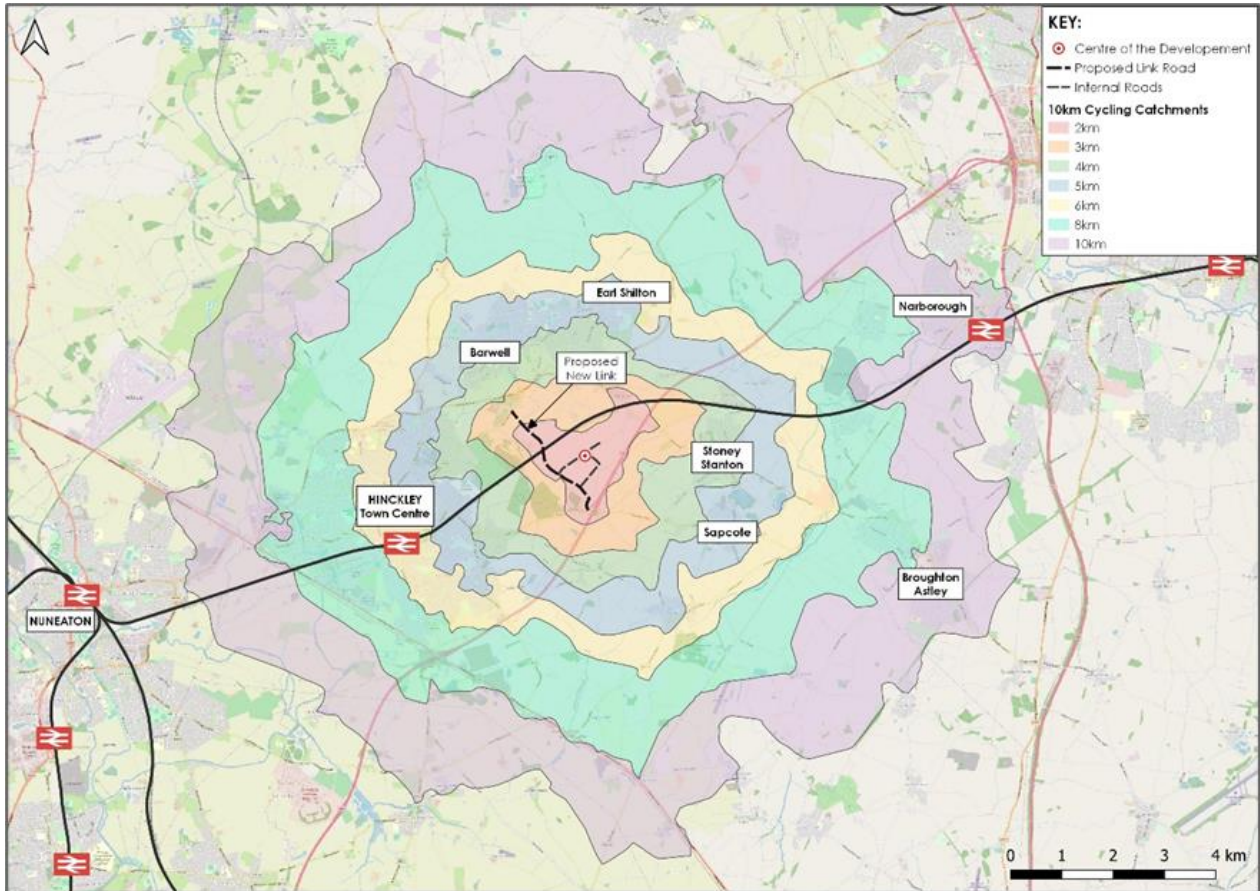 KEY:
Centre of the Developement
Proposed Link Road
Internal Roads
10km Cycling Catchments
2km
3km
4km
5km
6km
8km
10km
Earl Shilton
Narborough
Barwell
Proposed
New Link
Stoney
Stanton
HINCKLEY
Town Centre
Sapcote
Broughton
Astley
NUNEATON
0 1 2 3 4 km